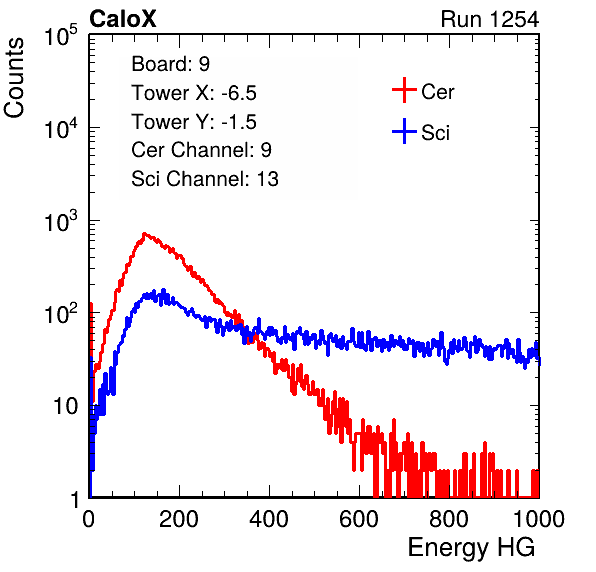 CaloX Run 1254
Counts
Board: 9
Tower X: -6.5
Tower Y: -1.5
Cer Channel: 9
Sci Channel: 13
Cer
Sci
10^5
10^4
10^3
10^2
10
1
0 200 400 600 800 1000
Energy HG